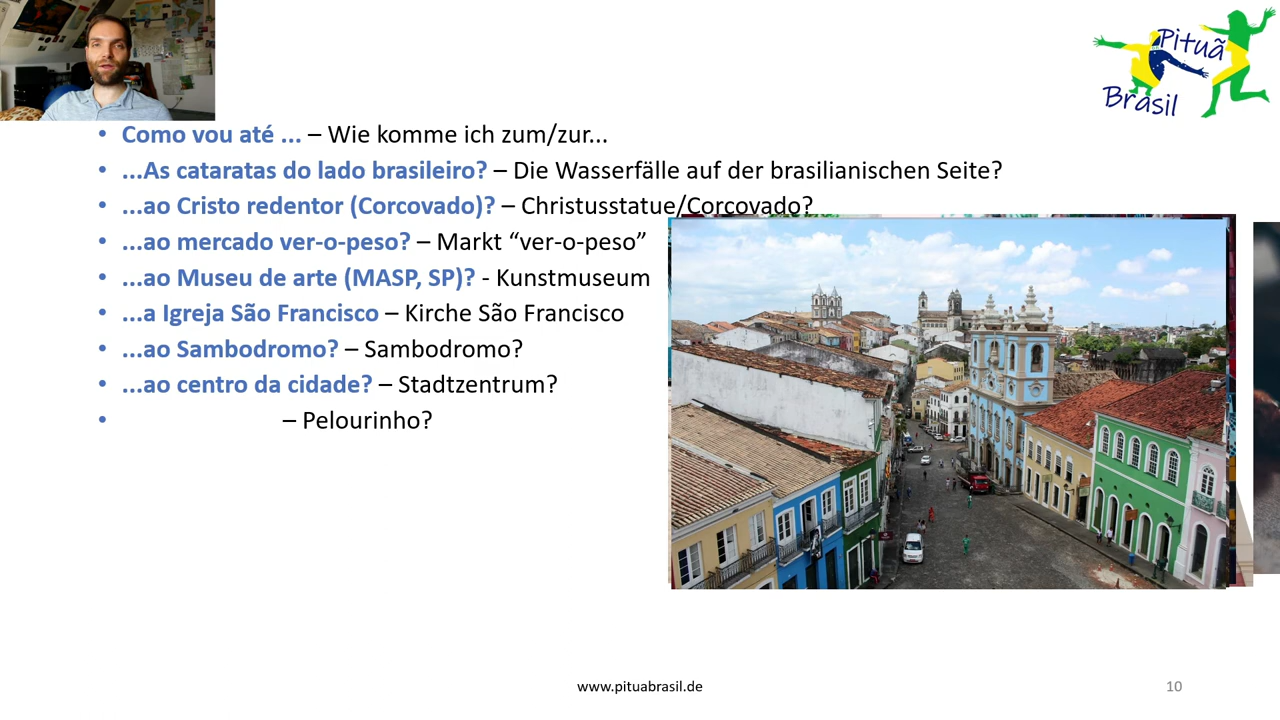 Pituã
Brasil
• Como vou até ... – Wie komme ich zum/zur...
• ...As cataratas do lado brasileiro? – Die Wasserfälle auf der brasilianischen Seite?
• ...ao Cristo redentor (Corcovado)? – Christusstatue/Corcovado?
• ...ao mercado ver-o-peso? – Markt “ver-o-peso”
• ...ao Museu de arte (MASP, SP)? - Kunstmuseum
• ...a Igreja São Francisco – Kirche São Francisco
• ...ao Sambodromo? – Sambodromo?
• ...ao centro da cidade? – Stadtzentrum?
• – Pelourinho?
www.pituabrasil.de
10